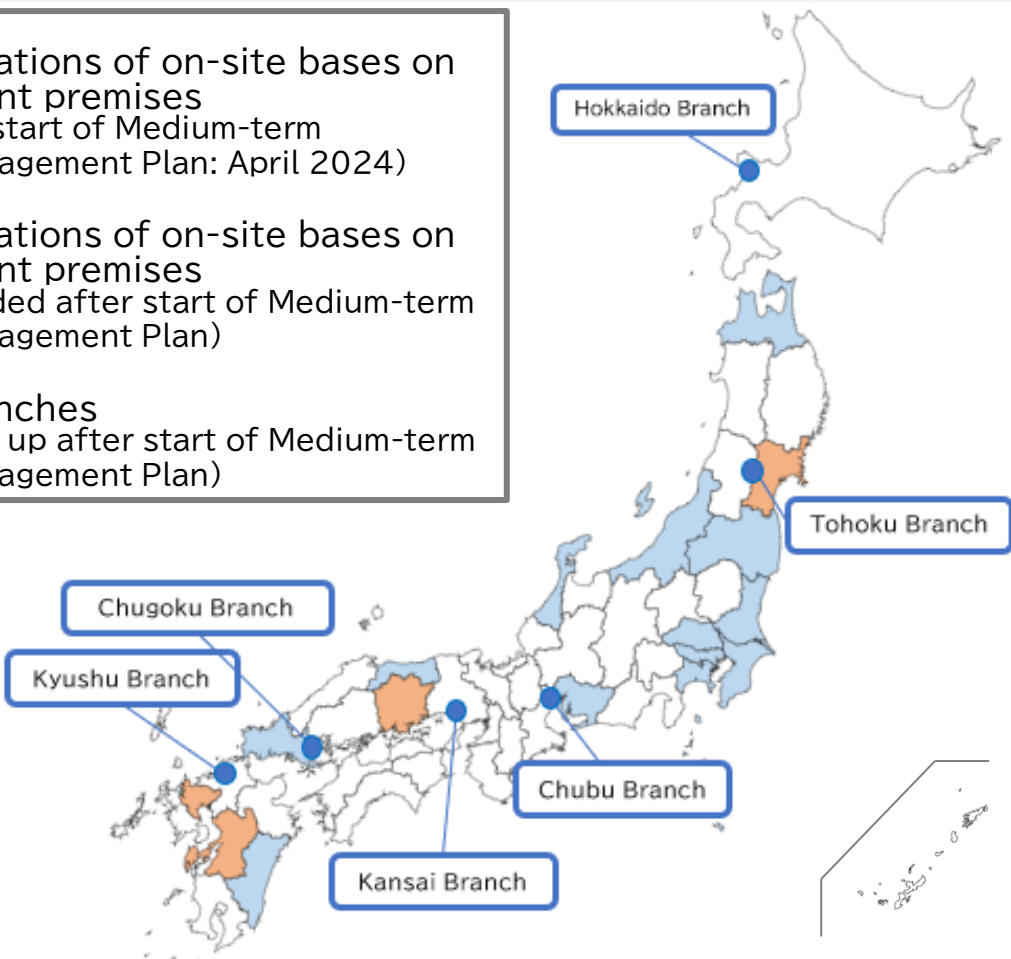 ations of on-site bases on
nt premises
start of Medium-term
agement Plan: April 2024)
ations of on-site bases on
nt premises
ded after start of Medium-term
agement Plan)
nches
up after start of Medium-term
agement Plan)
Hokkaido Branch
Tohoku Branch
Chugoku Branch
Kyushu Branch
Chubu Branch
Kansai Branch